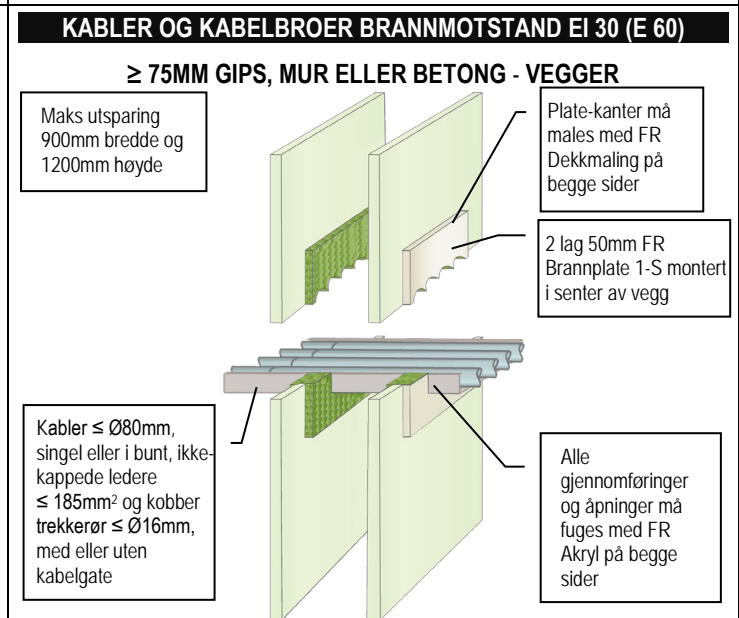 KABLER OG KABELBROER BRANNMOTSTAND EI 30 (E 60)
≥ 75MM GIPS, MUR ELLER BETONG - VEGGER
Maks utsparing
900mm bredde og
1200mm høyde
Plate-kanter må
males med FR
Dekkmaling på
begge sider
2 lag 50mm FR
Brannplate 1-S montert
i senter av vegg
Kabler ≤ Ø80mm,
singel eller i bunt, ikke-
kappede ledere
≤ 185mm² og kobber
trekkerør ≤ Ø16mm,
med eller uten
kabelgate
Alle
gjennomføringer
og åpninger må
fuges med FR
Akryl på begge
sider